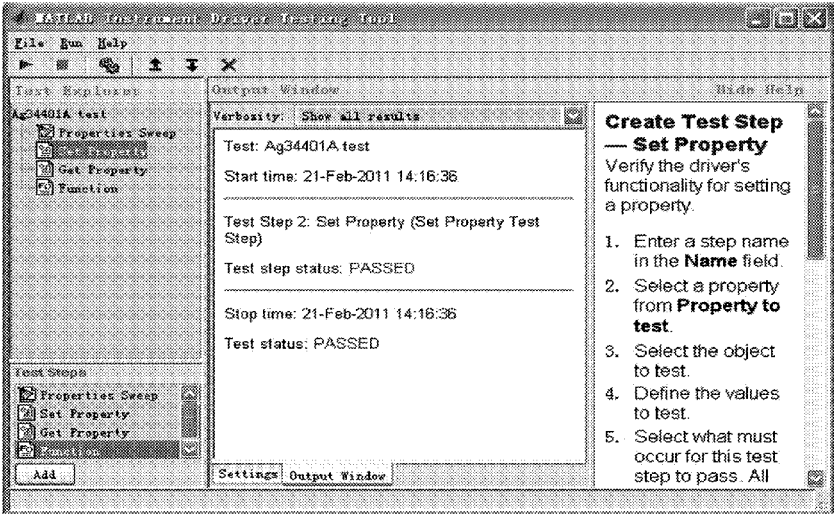 MATLAB Instrument Driver Testing Tool
File Run Help
Test Explorer
Output Window
Hide Help
Ag34401A test
Properties Sweep
Set Property
Get Property
Function
Verbosity: Show all results
Test: Ag34401A test
Start time: 21-Feb-2011 14:16:36
Test Step 2: Set Property (Set Property Test
Step)
Test step status: PASSED
Stop time: 21-Feb-2011 14:16:36
Test status: PASSED
Create Test Step
— Set Property
Verify the driver's
functionality for setting
a property.
1. Enter a step name
in the Name field.
2. Select a property
from Property to
test.
3. Select the object
to test.
4. Define the values
to test.
5. Select what must
occur for this test
step to pass. All
Test Steps
Properties Sweep
Set Property
Get Property
Function
Add
Settings
Output Window